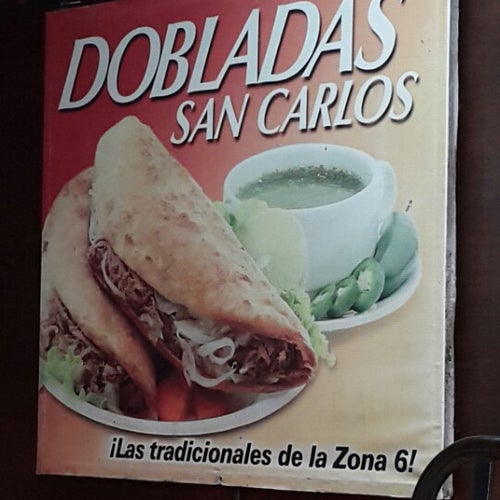 DOBLADAS
SAN CARLOS
¡Las tradicionales de la Zona 6!